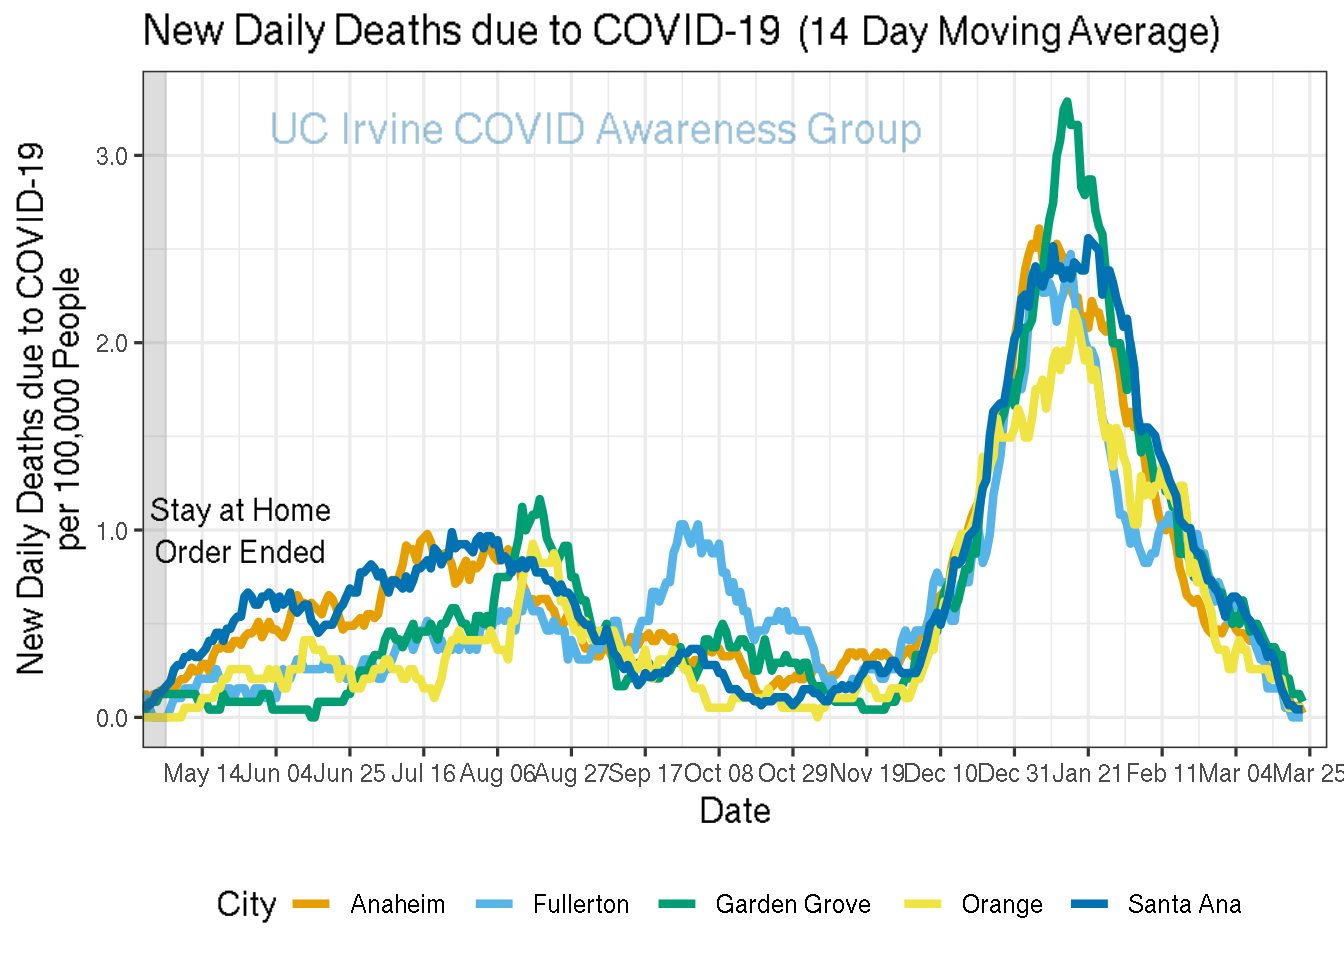 New Daily Deaths due to COVID-19 (14 Day Moving Average)
UC Irvine COVID Awareness Group
New Daily Deaths due to COVID-19
per 100,000 People
3.0
2.0
1.0
0.0
Stay at Home
Order Ended
May 14 Jun 04 Jun 25 Jul 16 Aug 06 Aug 27 Sep 17 Oct 08 Oct 29 Nov 19 Dec 10 Dec 31 Jan 21 Feb 11 Mar 04 Mar 25
Date
City Anaheim Fullerton Garden Grove Orange Santa Ana